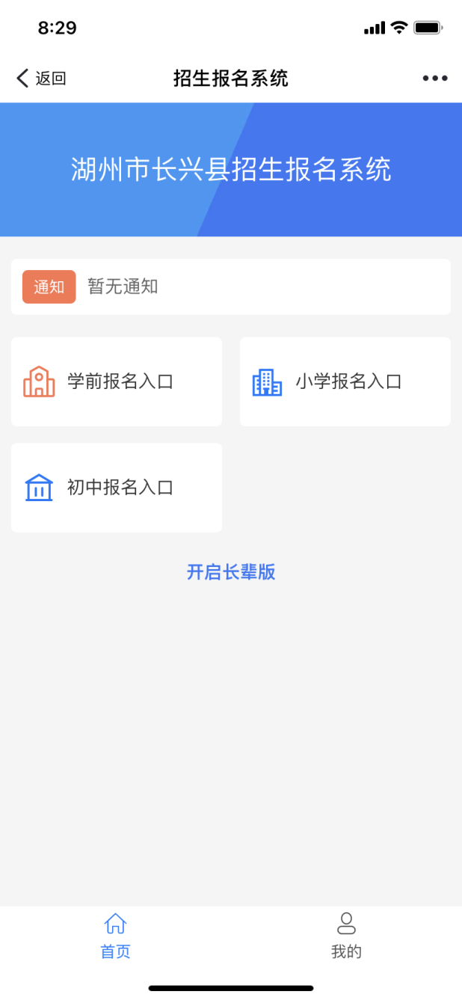 8:29
返回
招生报名系统
湖州市长兴县招生报名系统
通知 暂无通知
学前报名入口
小学报名入口
初中报名入口
开启长辈版
首页
我的